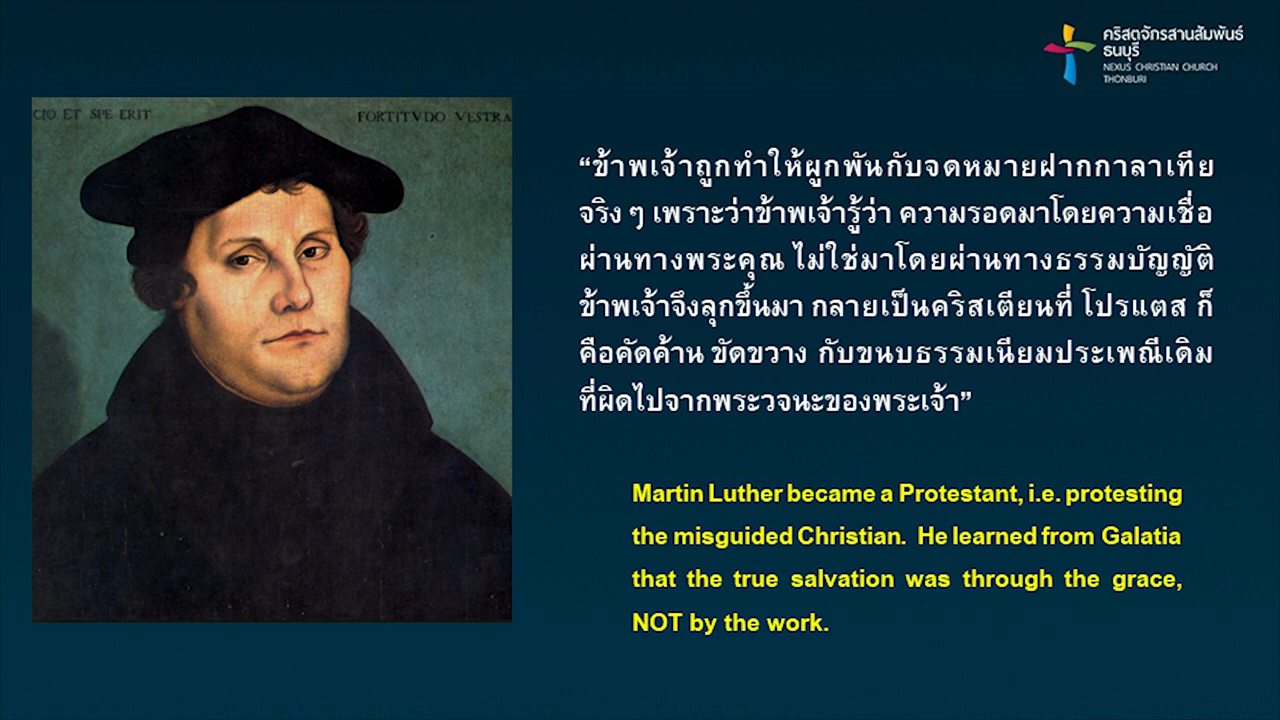 คริสตจักรสานสัมพันธ์
ธนบุรี
NEXUS CHRISTIAN CHURCH
THONBURI
CIO ET SPE ERIT
FORTITVDO VESTRA
“ข้าพเจ้าถูกทำให้ผูกพันกับจดหมายฝากกาลาเทีย
จริง ๆ เพราะว่าข้าพเจ้ารู้ว่า ความรอดมาโดยความเชื่อ
ผ่านทางพระคุณ ไม่ใช่มาโดยผ่านทางธรรมบัญญัติ
ข้าพเจ้าจึงลุกขึ้นมา กลายเป็นคริสเตียนที่ โปรแตส ก็
คือคัดค้าน ขัดขวาง กับขนบธรรมเนียมประเพณีเดิม
ที่ผิดไปจากพระวจนะของพระเจ้า”
Martin Luther became a Protestant, i.e. protesting
the misguided Christian. He learned from Galatia
that the true salvation was through the grace,
NOT by the work.